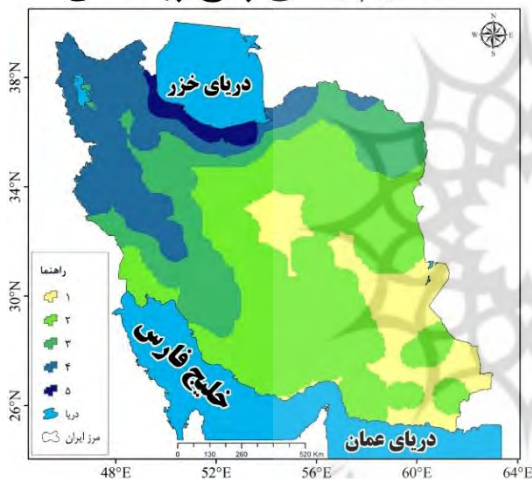 N
W E
S
38°N
34°N
30°N
26°N
دریای خزر
راهنما
۱
۲
۳
۴
۵
دریا
مرز ایران
خلیج فارس
دریای عمان
0 130 260 520 Km
48°E 52°E 56°E 60°E 64°E